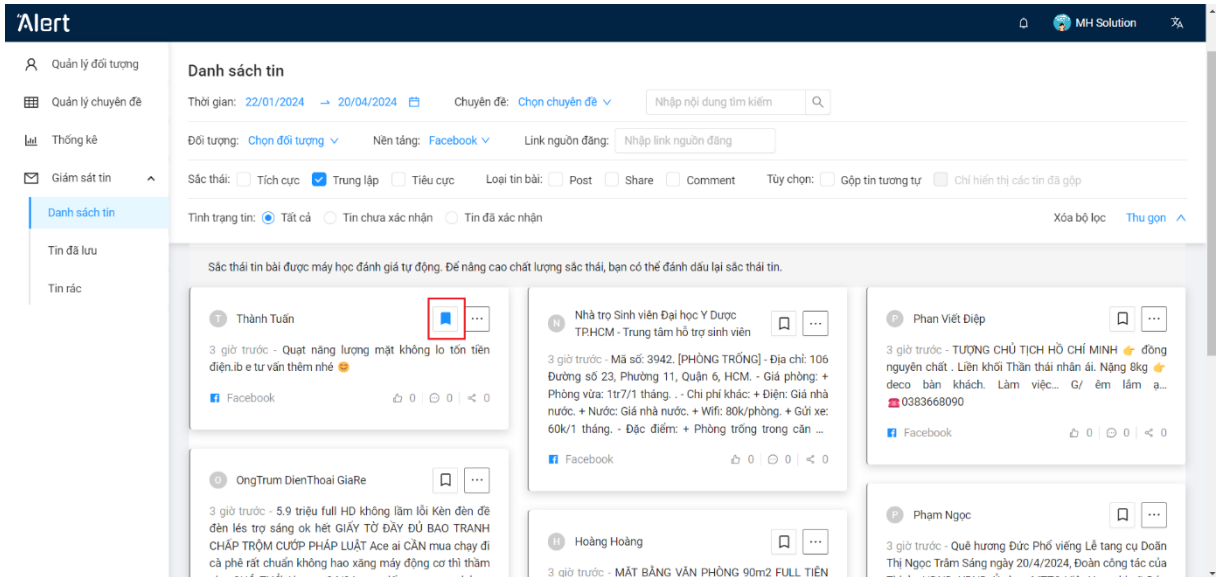 Alert
MH Solution
Quản lý đối tượng
Quản lý chuyên đề
Thống kê
Giám sát tin
Danh sách tin
Tin đã lưu
Tin rác
Danh sách tin
Thời gian: 22/01/2024 → 20/04/2024 Chuyên đề: Chọn chuyên đề Nhập nội dung tìm kiếm
Đối tượng: Chọn đối tượng Nền tảng: Facebook Link nguồn đăng: Nhập link nguồn đăng
Sắc thái: Tích cực Trung lập Tiêu cực Loại tin bài: Post Share Comment Tùy chọn: Gộp tin tương tự Chỉ hiển thị các tin đã gộp
Tình trạng tin: Tất cả Tin chưa xác nhận Tin đã xác nhận Xóa bộ lọc Thu gọn
Sắc thái tin bài được máy học đánh giá tự động. Để nâng cao chất lượng sắc thái, bạn có thể đánh dấu lại sắc thái tin.
T Thành Tuấn
3 giờ trước - Quạt năng lượng mặt không lo tốn tiền
điện.ib e tư vấn thêm nhé 😊
Facebook 0 0 0
O OngTrum DienThoai GiaRe
3 giờ trước - 5.9 triệu full HD không lầm lỗi Kèn đèn đề
đèn lés trợ sáng ok hết GIẤY TỜ ĐẦY ĐỦ BAO TRANH
CHẤP TRỘM CƯỚP PHÁP LUẬT Ace ai CẦN mua chạy đi
cà phê rất chuẩn không hao xăng máy động cơ thì thầm
N Nhà trọ Sinh viên Đại học Y Dược
TP.HCM - Trung tâm hỗ trợ sinh viên
3 giờ trước - Mã số: 3942. [PHÒNG TRỐNG] - Địa chỉ: 106
Đường số 23, Phường 11, Quận 6, HCM. - Giá phòng: +
Phòng vừa: 1tr7/1 tháng. . - Chi phí khác: + Điện: Giá nhà
nước. + Nước: Giá nhà nước. + Wifi: 80k/phòng. + Gửi xe:
60k/1 tháng. - Đặc điểm: + Phòng trống trong căn ...
Facebook 0 0 0
H Hoàng Hoàng
3 giờ trước - MẶT BẰNG VĂN PHÒNG 90m2 FULL TIỆN
P Phan Viết Điệp
3 giờ trước - TƯỢNG CHỦ TỊCH HỒ CHÍ MINH 👉 đồng
nguyên chất . Liền khối Thần thái nhân ái. Nặng 8kg 👉
deco bàn khách. Làm việc... G/ êm lắm ạ...
☎️0383668090
Facebook 0 0 0
P Phạm Ngọc
3 giờ trước - Quê hương Đức Phổ viếng Lễ tang cụ Doãn
Thị Ngọc Trâm Sáng ngày 20/4/2024, Đoàn công tác của